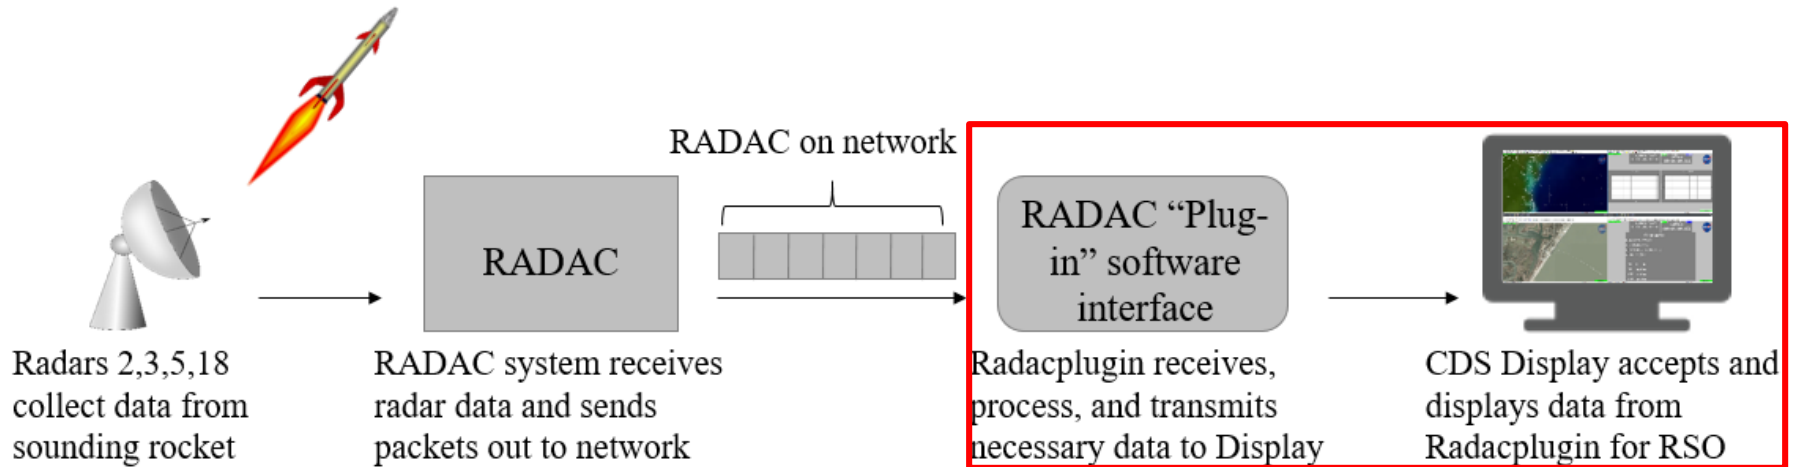 RADAC on network
RADAC
RADAC “Plug-
in” software
interface
Radars 2,3,5,18
collect data from
sounding rocket
RADAC system receives
radar data and sends
packets out to network
Radacplugin receives,
process, and transmits
necessary data to Display
CDS Display accepts and
displays data from
Radacplugin for RSO